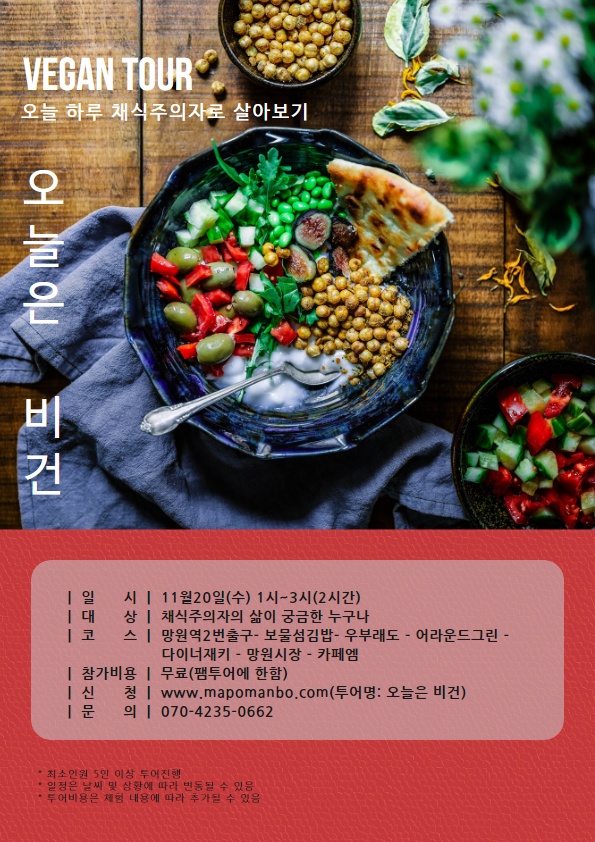 VEGAN TOUR
오늘 하루 채식주의자로 살아보기
오늘은 비건
| 일 시 | 11월20일(수) 1시~3시(2시간)
| 대 상 | 채식주의자의 삶이 궁금한 누구나
| 코 스 | 망원역2번출구- 보물섬김밥- 우부래도 - 어라운드그린 -
다이너재키 - 망원시장 - 카페엠
| 참가비용 | 무료(팸투어에 한함)
| 신 청 | www.mapomanbo.com(투어명: 오늘은 비건)
| 문 의 | 070-4235-0662
* 최소인원 5인 이상 투어진행
* 일정은 날씨 및 상황에 따라 변동될 수 있음
* 투어비용은 체험 내용에 따라 추가될 수 있음